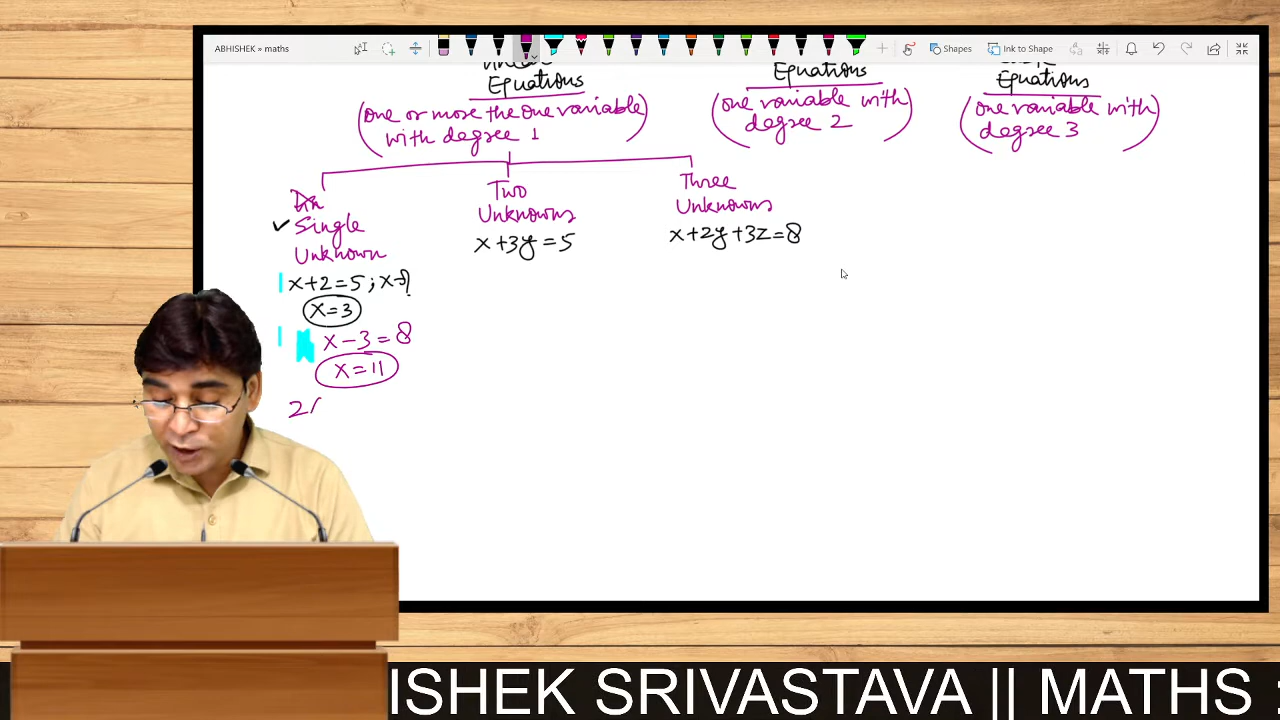 ABHISHEK » maths
Shapes
Ink to Shape
Equations
Equations
Equations
(one or more the one variable with degree 1)
(one variable with degree 2)
(one variable with degree 3)
Single Unknown
Two Unknowns
Three Unknowns
x+3y=5
x+2y+3z=8
x+2=5; x→?
x=3
x-3=8
x=11
2
ISHEK SRIVASTAVA || MATHS :